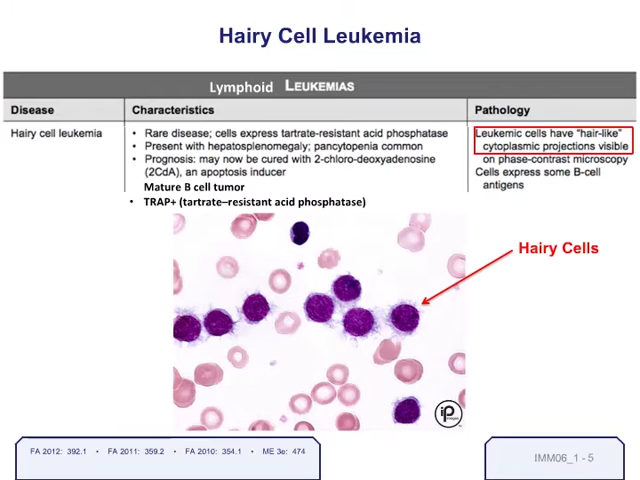 Hairy Cell Leukemia
Lymphoid LEUKEMIAS
Disease
Characteristics
Pathology
Hairy cell leukemia
• Rare disease; cells express tartrate-resistant acid phosphatase
• Present with hepatosplenomegaly; pancytopenia common
• Prognosis: may now be cured with 2-chloro-deoxyadenosine
(2CdA), an apoptosis inducer
Mature B cell tumor
• TRAP+ (tartrate–resistant acid phosphatase)
Leukemic cells have "hair-like"
cytoplasmic projections visible
on phase-contrast microscopy
Cells express some B-cell
antigens
Hairy Cells
ip
FA 2012: 392.1 • FA 2011: 359.2 • FA 2010: 354.1 • ME 3e: 474
IMM06_1 - 5